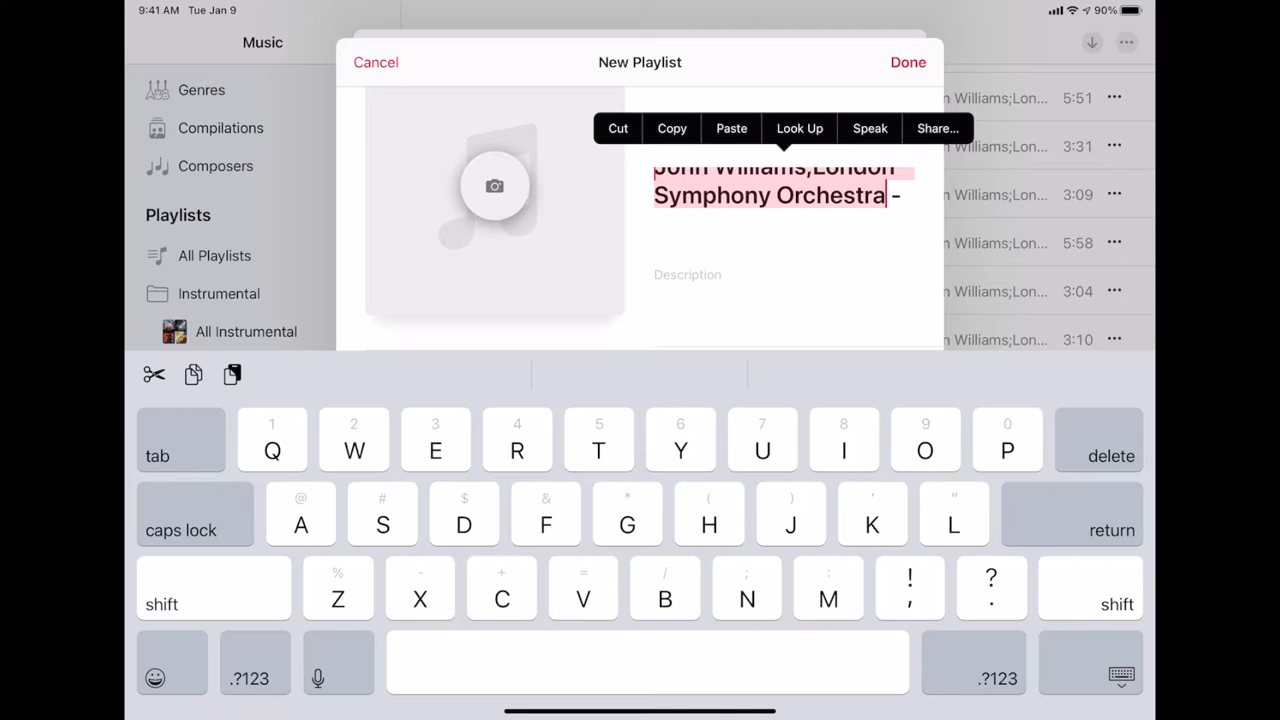 9:41 AM Tue Jan 9
90%
Music
Cancel
New Playlist
Done
Genres
Compilations
Composers
Playlists
All Playlists
Instrumental
All Instrumental
Cut Copy Paste Look Up Speak Share...
John Williams;London
Symphony Orchestra -
Description
n Williams;Lon... 5:51
n Williams;Lon... 3:31
n Williams;Lon... 3:09
n Williams;Lon... 5:58
n Williams;Lon... 3:04
n Williams;Lon... 3:10
1 2 3 4 5 6 7 8 9 0
tab Q W E R T Y U I O P delete
@ # $ & * ( ) ' "
caps lock A S D F G H J K L return
% - + = / ; : ! ?
shift Z X C V B N M , . shift
.?123 .?123